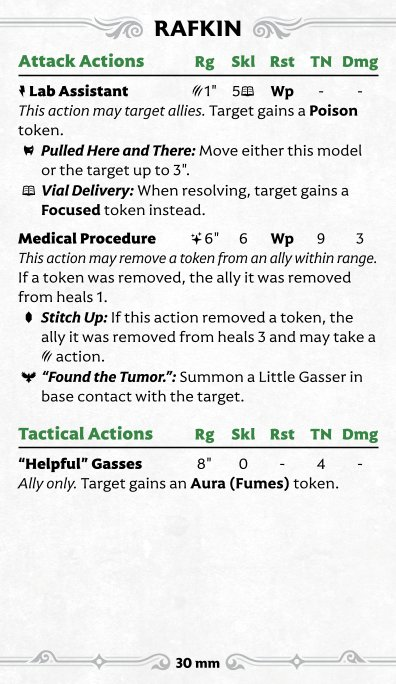 RAFKIN
Attack Actions Rg Skl Rst TN Dmg
Lab Assistant 1" 5 Wp - -
This action may target allies. Target gains a Poison
token.
Pulled Here and There: Move either this model
or the target up to 3".
Vial Delivery: When resolving, target gains a
Focused token instead.
Medical Procedure 6" 6 Wp 9 3
This action may remove a token from an ally within range.
If a token was removed, the ally it was removed
from heals 1.
Stitch Up: If this action removed a token, the
ally it was removed from heals 3 and may take a
action.
“Found the Tumor.”: Summon a Little Gasser in
base contact with the target.
Tactical Actions Rg Skl Rst TN Dmg
“Helpful” Gasses 8" 0 - 4 -
Ally only. Target gains an Aura (Fumes) token.
30 mm